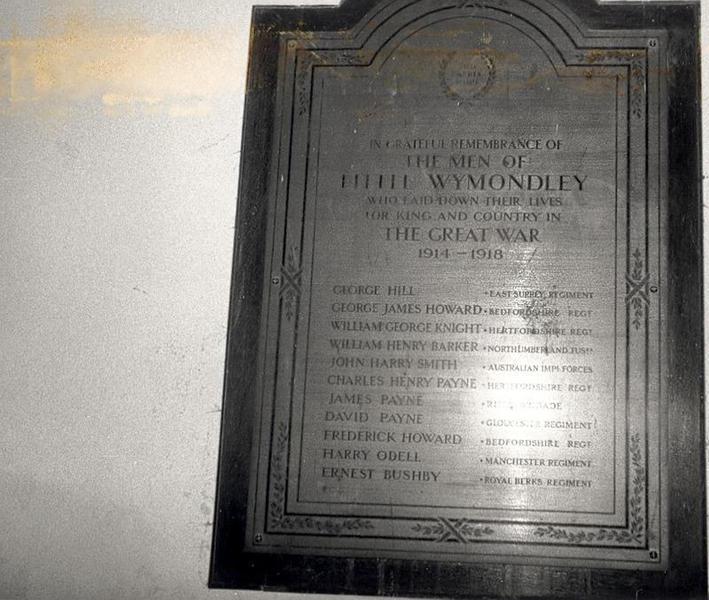 IN GRATEFUL REMEMBRANCE OF
THE MEN OF
LITTLE WYMONDLEY
WHO LAID DOWN THEIR LIVES
FOR KING AND COUNTRY IN
THE GREAT WAR
1914 – 1918
GEORGE HILL • EAST SURREY REGIMENT
GEORGE JAMES HOWARD • BEDFORDSHIRE REGT
WILLIAM GEORGE KNIGHT • HERTFORDSHIRE REGT
WILLIAM HENRY BARKER • NORTHUMBERLAND FUSRS
JOHN HARRY SMITH • AUSTRALIAN IMPL FORCES
CHARLES HENRY PAYNE • HERTFORDSHIRE REGT
JAMES PAYNE • RIFLE BRIGADE
DAVID PAYNE • GLOUCESTER REGIMENT
FREDERICK HOWARD • BEDFORDSHIRE REGT
HARRY ODELL • MANCHESTER REGIMENT
ERNEST BUSHBY • ROYAL BERKS REGIMENT